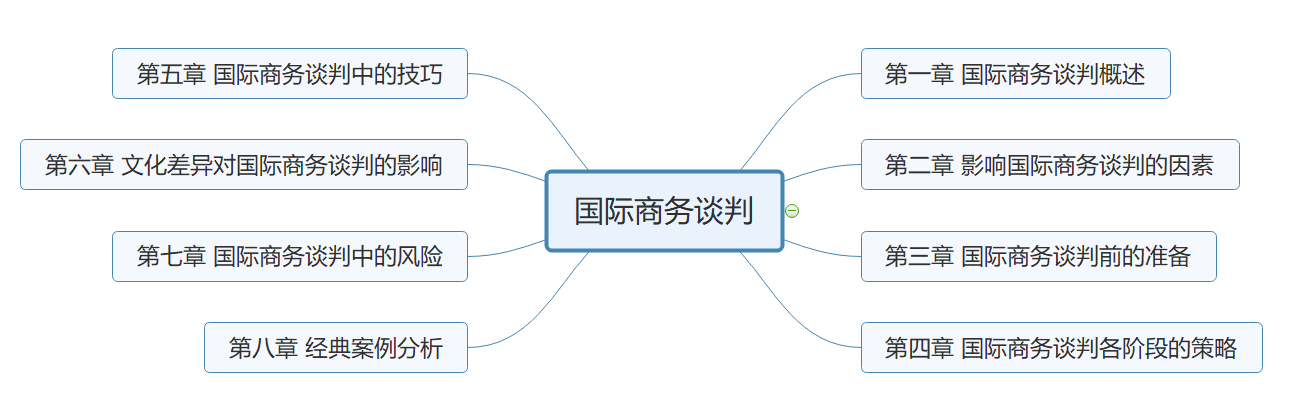 国际商务谈判
第一章 国际商务谈判概述
第二章 影响国际商务谈判的因素
第三章 国际商务谈判前的准备
第四章 国际商务谈判各阶段的策略
第五章 国际商务谈判中的技巧
第六章 文化差异对国际商务谈判的影响
第七章 国际商务谈判中的风险
第八章 经典案例分析